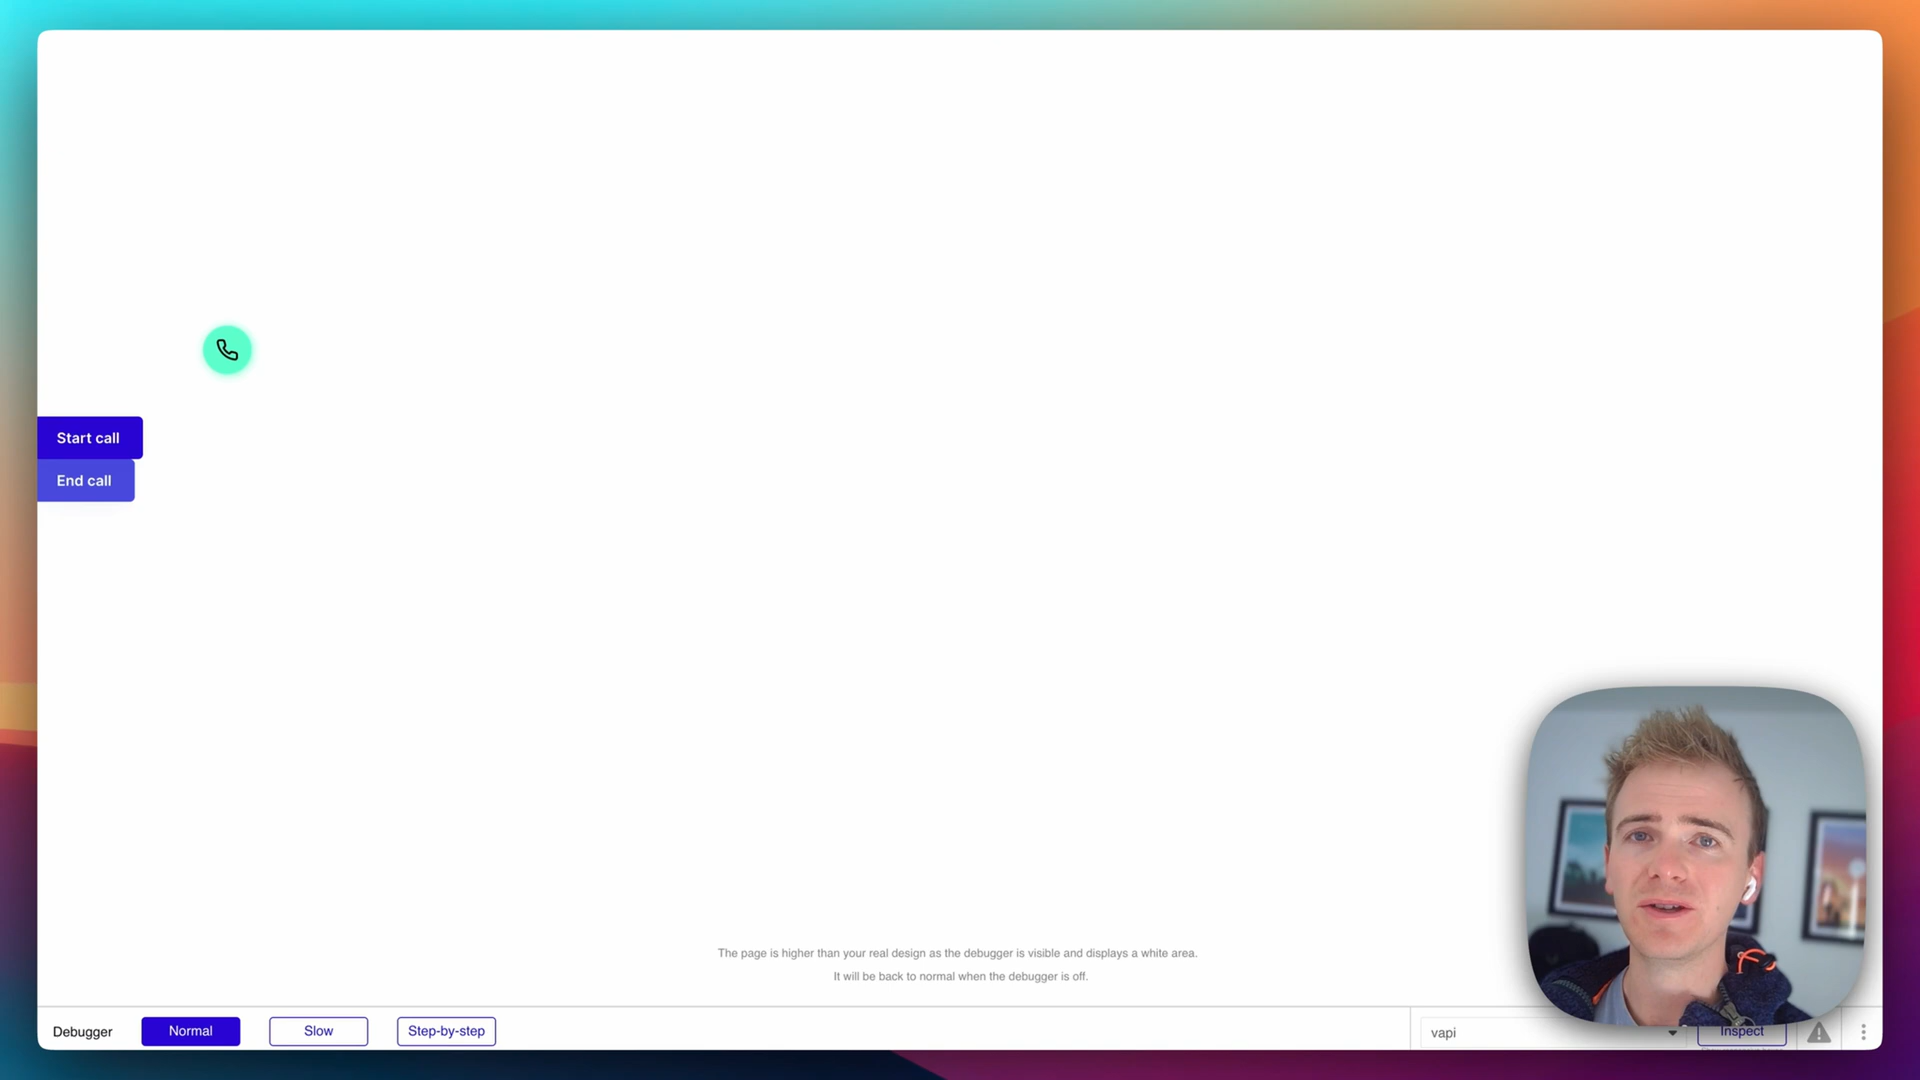 Start call
End call
The page is higher than your real design as the debugger is visible and displays a white area.
It will be back to normal when the debugger is off.
Debugger
Normal
Slow
Step-by-step
vapi
Inspect